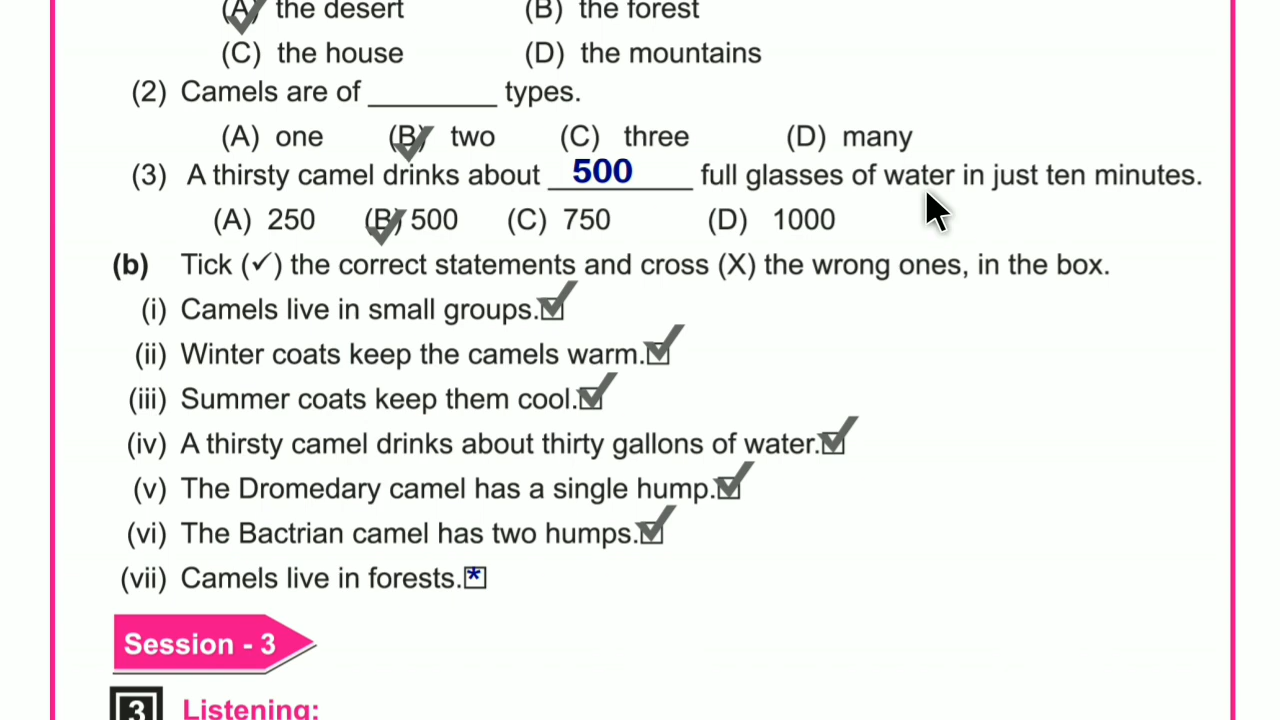 (A) the desert (B) the forest
(C) the house (D) the mountains
(2) Camels are of ________ types.
(A) one (B) two (C) three (D) many
(3) A thirsty camel drinks about 500 full glasses of water in just ten minutes.
(A) 250 (B) 500 (C) 750 (D) 1000
(b) Tick (✓) the correct statements and cross (X) the wrong ones, in the box.
(i) Camels live in small groups. ✓
(ii) Winter coats keep the camels warm. ✓
(iii) Summer coats keep them cool. ✓
(iv) A thirsty camel drinks about thirty gallons of water. ✓
(v) The Dromedary camel has a single hump. ✓
(vi) The Bactrian camel has two humps. ✓
(vii) Camels live in forests. *
Session - 3
3 Listening: